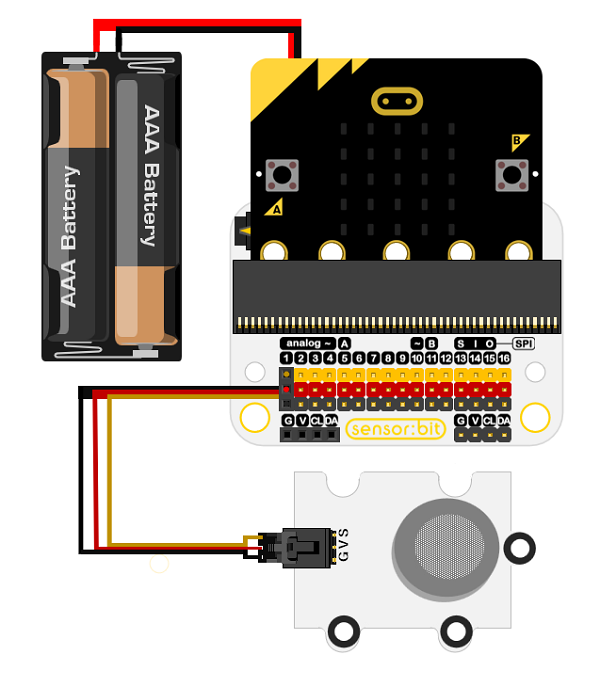 AAA Battery
AAA Battery
A
B
analog ~ A ~ B S I O SPI
1 2 3 4 5 6 7 8 9 10 11 12 13 14 15 16
G V CL DA
sensor:bit
G V CL DA
G V S